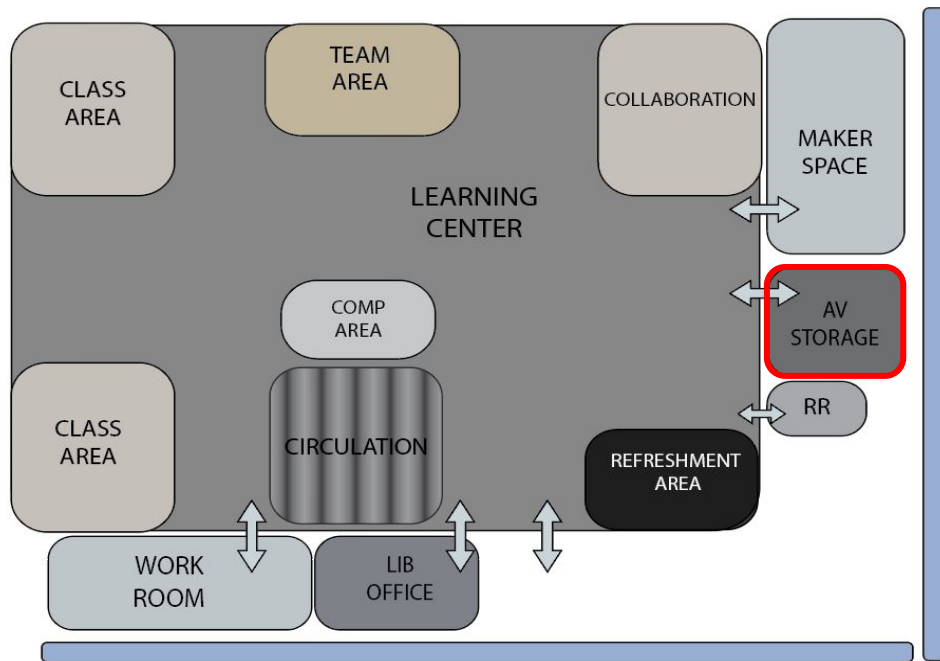 CLASS
AREA
TEAM
AREA
COLLABORATION
MAKER
SPACE
LEARNING
CENTER
COMP
AREA
AV
STORAGE
RR
CLASS
AREA
CIRCULATION
REFRESHMENT
AREA
WORK
ROOM
LIB
OFFICE